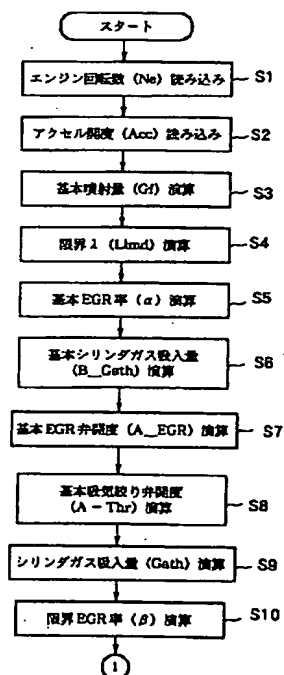 スタート
エンジン回転数 (Ne) 読み込み S1
アクセル開度 (Acc) 読み込み S2
基本噴射量 (Gf) 演算 S3
限界λ (Llmd) 演算 S4
基本EGR率 (α) 演算 S5
基本シリンダガス吸入量
(B_Gath) 演算 S6
基本EGR弁開度 (A_EGR) 演算 S7
基本吸気絞り弁開度
(A-Thr) 演算 S8
シリンダガス吸入量 (Gath) 演算 S9
限界EGR率 (β) 演算 S10
1